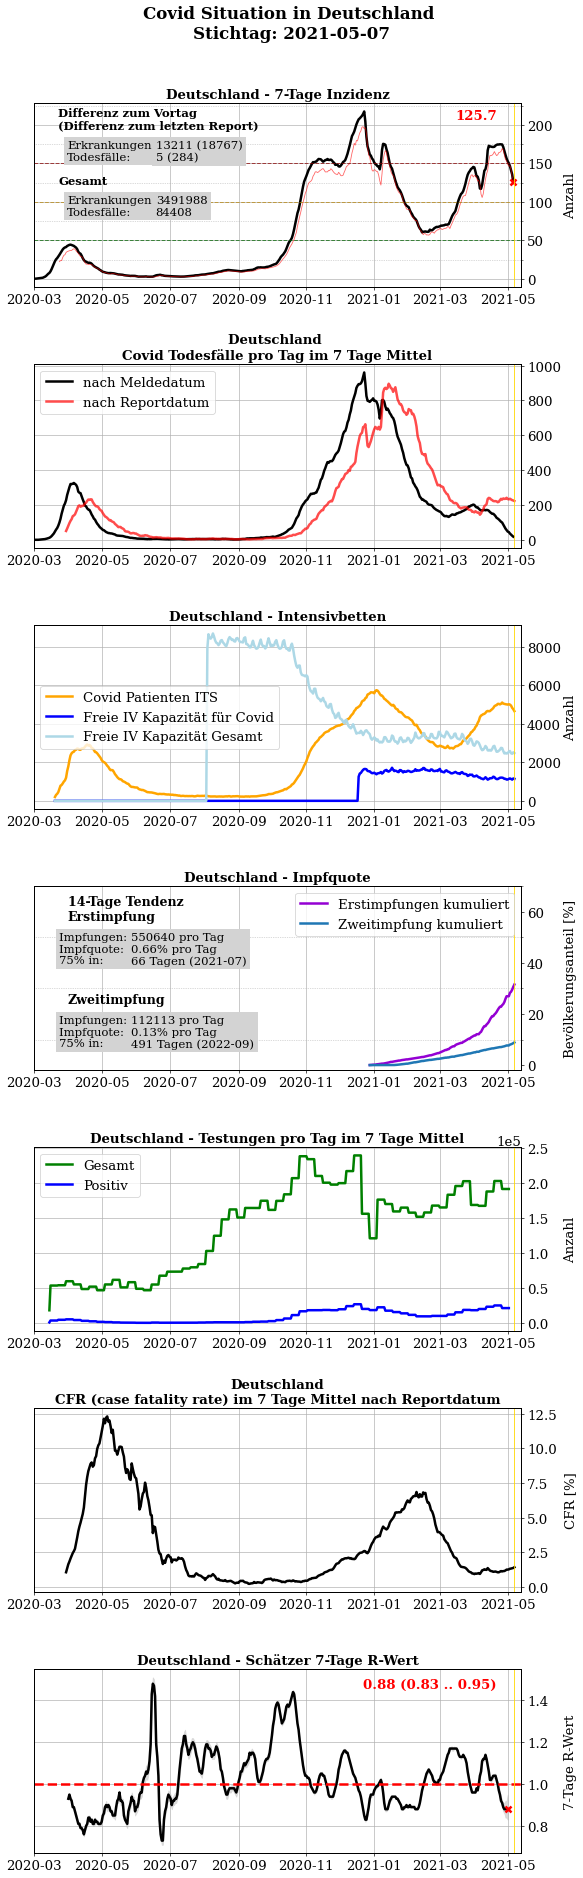 Covid Situation in Deutschland
Stichtag: 2021-05-07
Deutschland - 7-Tage Inzidenz
Differenz zum Vortag
(Differenz zum letzten Report)
Erkrankungen 13211 (18767)
Todesfälle: 5 (284)
Gesamt
Erkrankungen 3491988
Todesfälle: 84408
125.7
200
150
100
50
0
Anzahl
2020-03 2020-05 2020-07 2020-09 2020-11 2021-01 2021-03 2021-05
Deutschland
Covid Todesfälle pro Tag im 7 Tage Mittel
nach Meldedatum
nach Reportdatum
1000
800
600
400
200
0
2020-03 2020-05 2020-07 2020-09 2020-11 2021-01 2021-03 2021-05
Deutschland - Intensivbetten
Covid Patienten ITS
Freie IV Kapazität für Covid
Freie IV Kapazität Gesamt
8000
6000
4000
2000
0
Anzahl
2020-03 2020-05 2020-07 2020-09 2020-11 2021-01 2021-03 2021-05
Deutschland - Impfquote
14-Tage Tendenz
Erstimpfung
Impfungen: 550640 pro Tag
Impfquote: 0.66% pro Tag
75% in: 66 Tagen (2021-07)
Zweitimpfung
Impfungen: 112113 pro Tag
Impfquote: 0.13% pro Tag
75% in: 491 Tagen (2022-09)
Erstimpfungen kumuliert
Zweitimpfung kumuliert
60
40
20
0
Bevölkerungsanteil [%]
2020-03 2020-05 2020-07 2020-09 2020-11 2021-01 2021-03 2021-05
Deutschland - Testungen pro Tag im 7 Tage Mittel
1e5
Gesamt
Positiv
2.5
2.0
1.5
1.0
0.5
0.0
Anzahl
2020-03 2020-05 2020-07 2020-09 2020-11 2021-01 2021-03 2021-05
Deutschland
CFR (case fatality rate) im 7 Tage Mittel nach Reportdatum
12.5
10.0
7.5
5.0
2.5
0.0
CFR [%]
2020-03 2020-05 2020-07 2020-09 2020-11 2021-01 2021-03 2021-05
Deutschland - Schätzer 7-Tage R-Wert
0.88 (0.83 .. 0.95)
1.4
1.2
1.0
0.8
7-Tage R-Wert
2020-03 2020-05 2020-07 2020-09 2020-11 2021-01 2021-03 2021-05